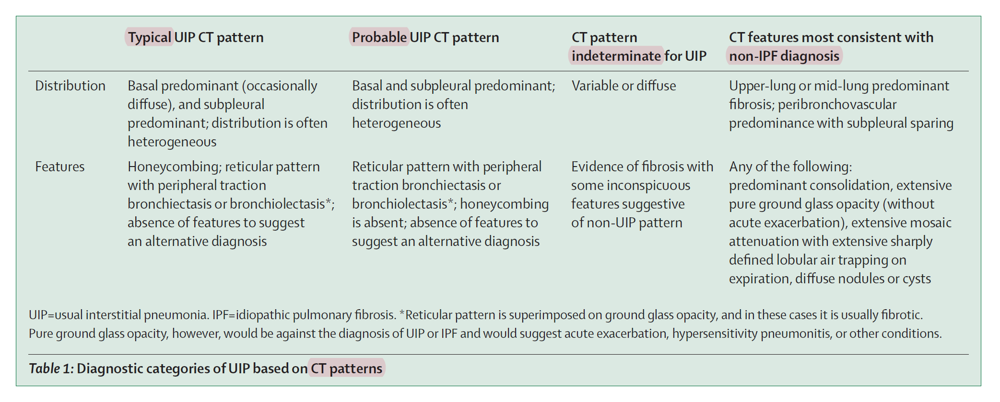 Typical UIP CT pattern
Probable UIP CT pattern
CT pattern
indeterminate for UIP
CT features most consistent with
non-IPF diagnosis
Distribution
Basal predominant (occasionally
diffuse), and subpleural
predominant; distribution is often
heterogeneous
Basal and subpleural predominant;
distribution is often
heterogeneous
Variable or diffuse
Upper-lung or mid-lung predominant
fibrosis; peribronchovascular
predominance with subpleural sparing
Features
Honeycombing; reticular pattern
with peripheral traction
bronchiectasis or bronchiolectasis*;
absence of features to suggest
an alternative diagnosis
Reticular pattern with peripheral
traction bronchiectasis or
bronchiolectasis*; honeycombing
is absent; absence of features to
suggest an alternative diagnosis
Evidence of fibrosis with
some inconspicuous
features suggestive
of non-UIP pattern
Any of the following:
predominant consolidation, extensive
pure ground glass opacity (without
acute exacerbation), extensive mosaic
attenuation with extensive sharply
defined lobular air trapping on
expiration, diffuse nodules or cysts
UIP=usual interstitial pneumonia. IPF=idiopathic pulmonary fibrosis. *Reticular pattern is superimposed on ground glass opacity, and in these cases it is usually fibrotic.
Pure ground glass opacity, however, would be against the diagnosis of UIP or IPF and would suggest acute exacerbation, hypersensitivity pneumonitis, or other conditions.
Table 1: Diagnostic categories of UIP based on CT patterns